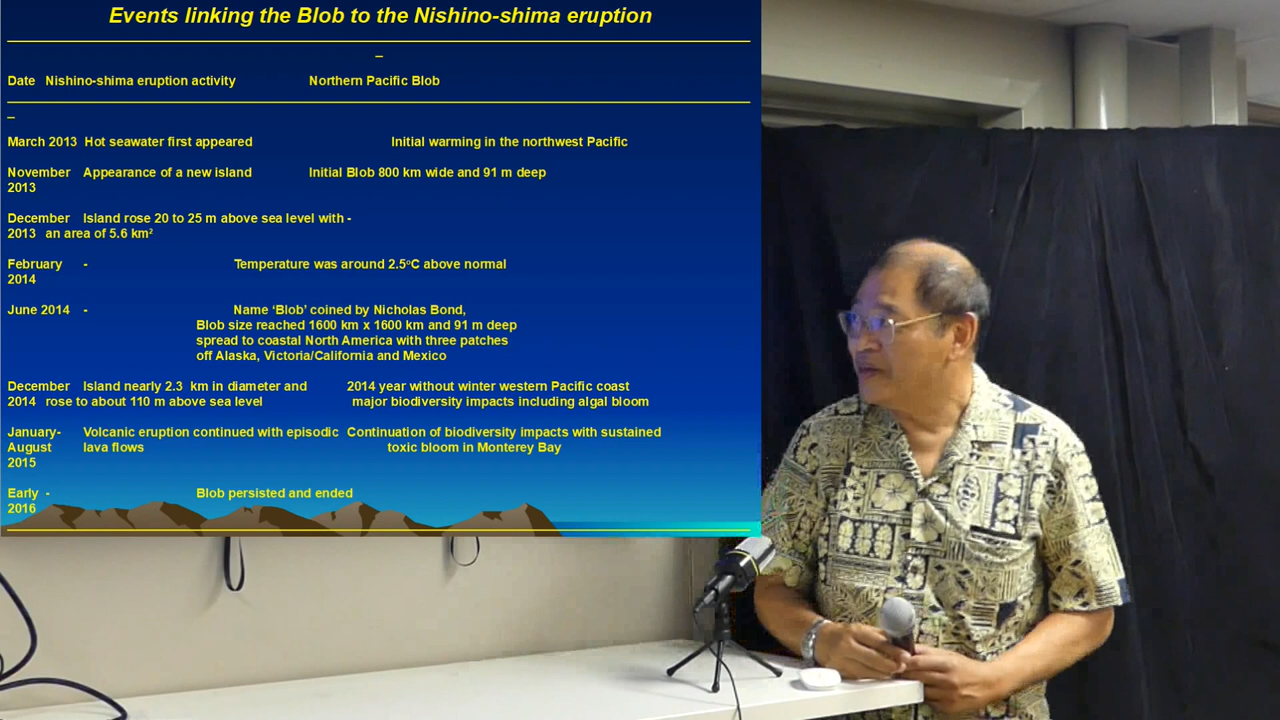 Events linking the Blob to the Nishino-shima eruption
Date Nishino-shima eruption activity Northern Pacific Blob
March 2013 Hot seawater first appeared Initial warming in the northwest Pacific
November Appearance of a new island Initial Blob 800 km wide and 91 m deep
2013
December Island rose 20 to 25 m above sea level with -
2013 an area of 5.6 km²
February - Temperature was around 2.5°C above normal
2014
June 2014 - Name ‘Blob’ coined by Nicholas Bond,
Blob size reached 1600 km x 1600 km and 91 m deep
spread to coastal North America with three patches
off Alaska, Victoria/California and Mexico
December Island nearly 2.3 km in diameter and 2014 year without winter western Pacific coast
2014 rose to about 110 m above sea level major biodiversity impacts including algal bloom
January- Volcanic eruption continued with episodic Continuation of biodiversity impacts with sustained
August lava flows toxic bloom in Monterey Bay
2015
Early - Blob persisted and ended
2016